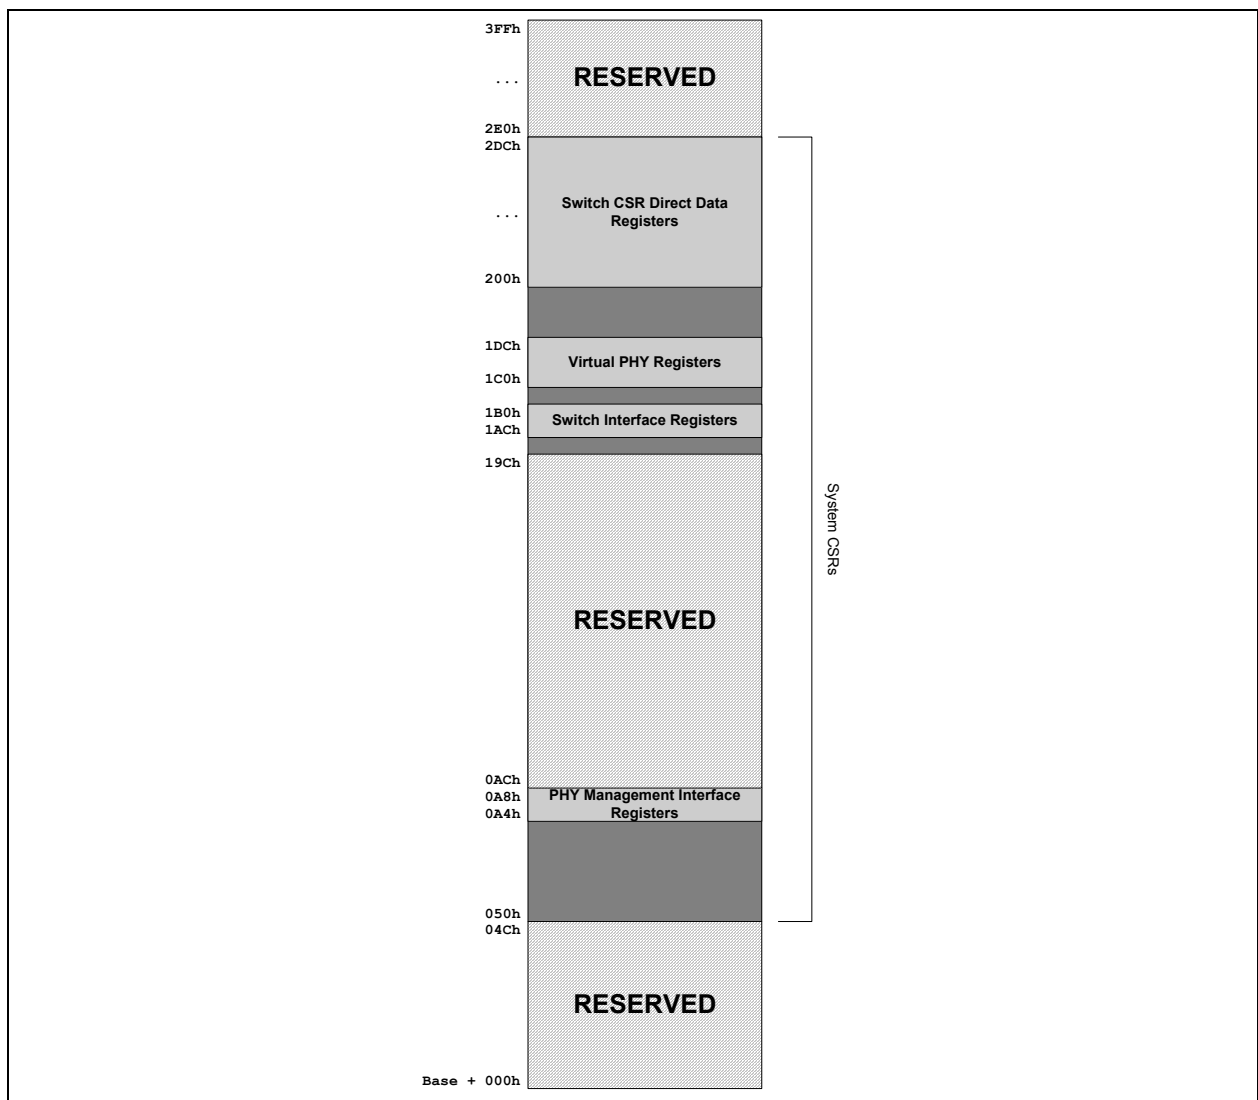 3FFh
RESERVED
...
2E0h
2DCh
Switch CSR Direct Data
Registers
...
200h
1DCh
Virtual PHY Registers
1C0h
1B0h
Switch Interface Registers
1ACh
19Ch
System CSRs
RESERVED
0ACh
0A8h
PHY Management Interface
Registers
0A4h
050h
04Ch
RESERVED
Base + 000h